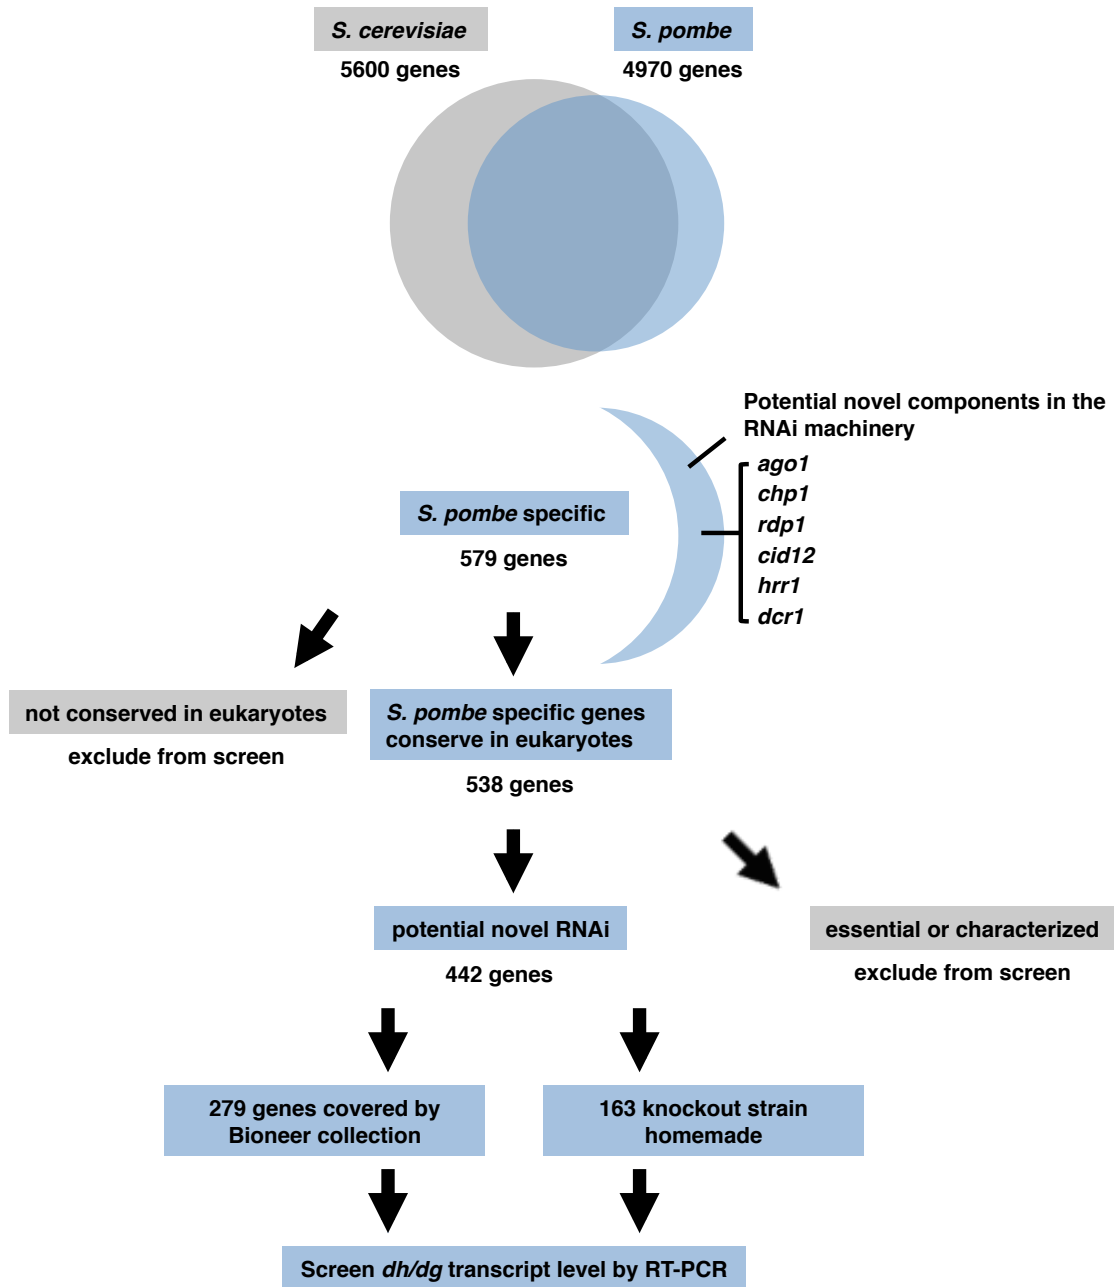 S. cerevisiae
5600 genes
S. pombe
4970 genes
Potential novel components in the
RNAi machinery
ago1
chp1
rdp1
cid12
hrr1
dcr1
S. pombe specific
579 genes
not conserved in eukaryotes
exclude from screen
S. pombe specific genes
conserve in eukaryotes
538 genes
potential novel RNAi
442 genes
essential or characterized
exclude from screen
279 genes covered by
Bioneer collection
163 knockout strain
homemade
Screen dh/dg transcript level by RT-PCR